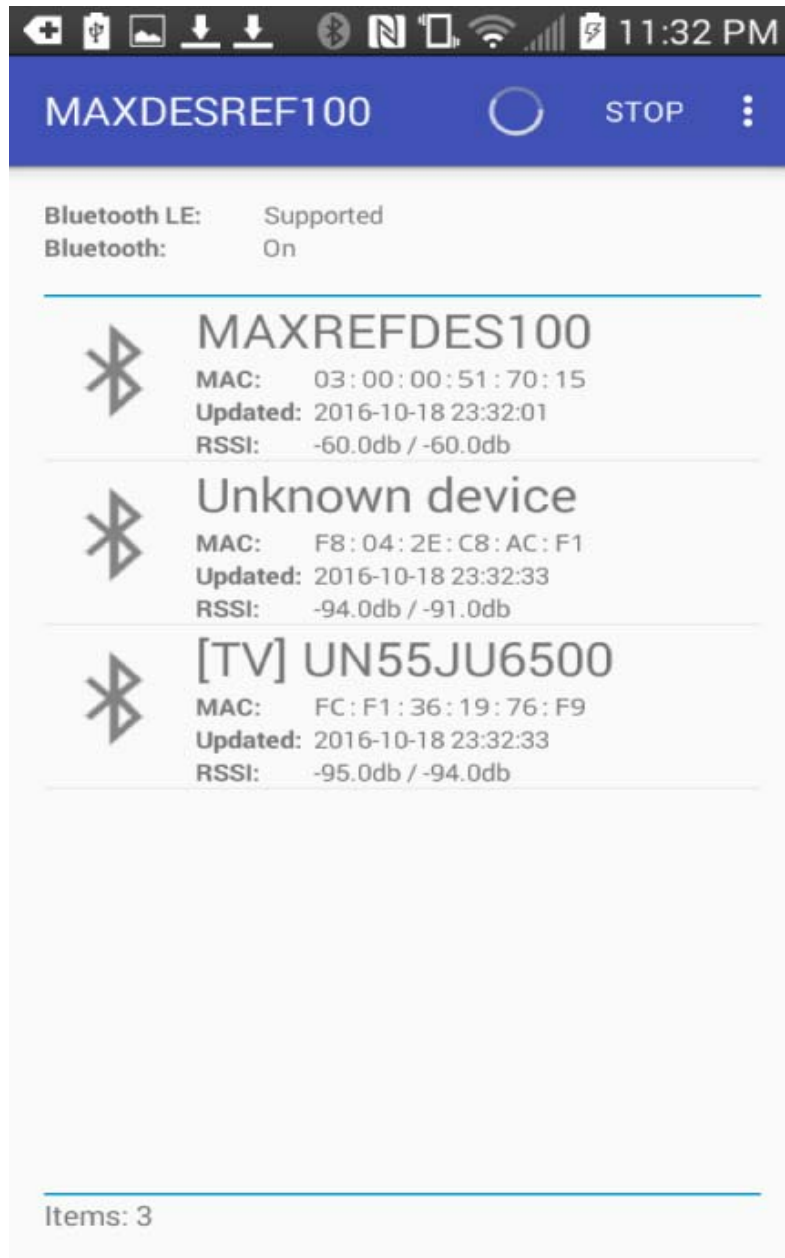 11:32 PM
MAXDESREF100 STOP
Bluetooth LE: Supported
Bluetooth: On
MAXREFDES100
MAC: 03:00:00:51:70:15
Updated: 2016-10-18 23:32:01
RSSI: -60.0db / -60.0db
Unknown device
MAC: F8:04:2E:C8:AC:F1
Updated: 2016-10-18 23:32:33
RSSI: -94.0db / -91.0db
[TV] UN55JU6500
MAC: FC:F1:36:19:76:F9
Updated: 2016-10-18 23:32:33
RSSI: -95.0db / -94.0db
Items: 3